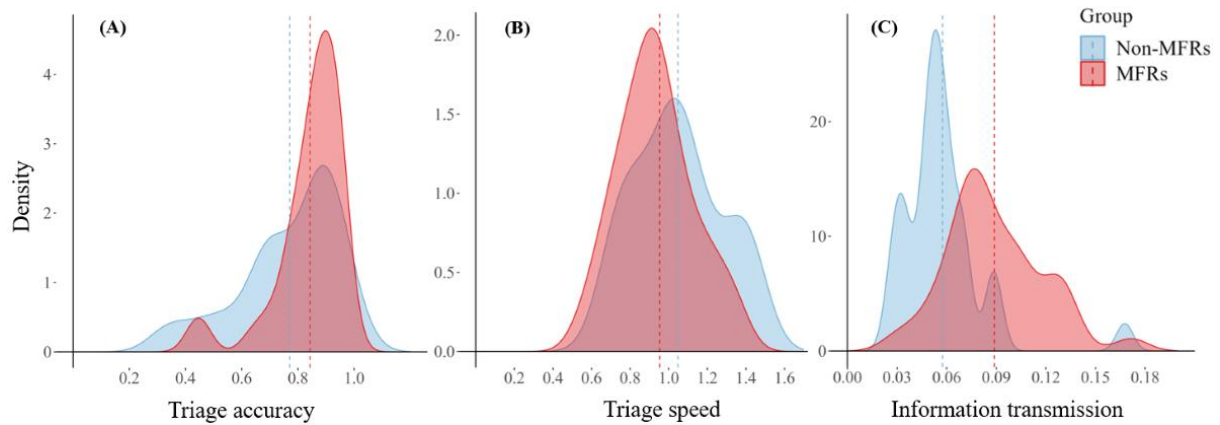 (A)
(B)
(C)
Group
Non-MFRs
MFRs
Density
4
3
2
1
0
0.2 0.4 0.6 0.8 1.0
Triage accuracy
2.0
1.5
1.0
0.5
0.0
0.2 0.4 0.6 0.8 1.0 1.2 1.4 1.6
Triage speed
20
10
0
0.00 0.03 0.06 0.09 0.12 0.15 0.18
Information transmission